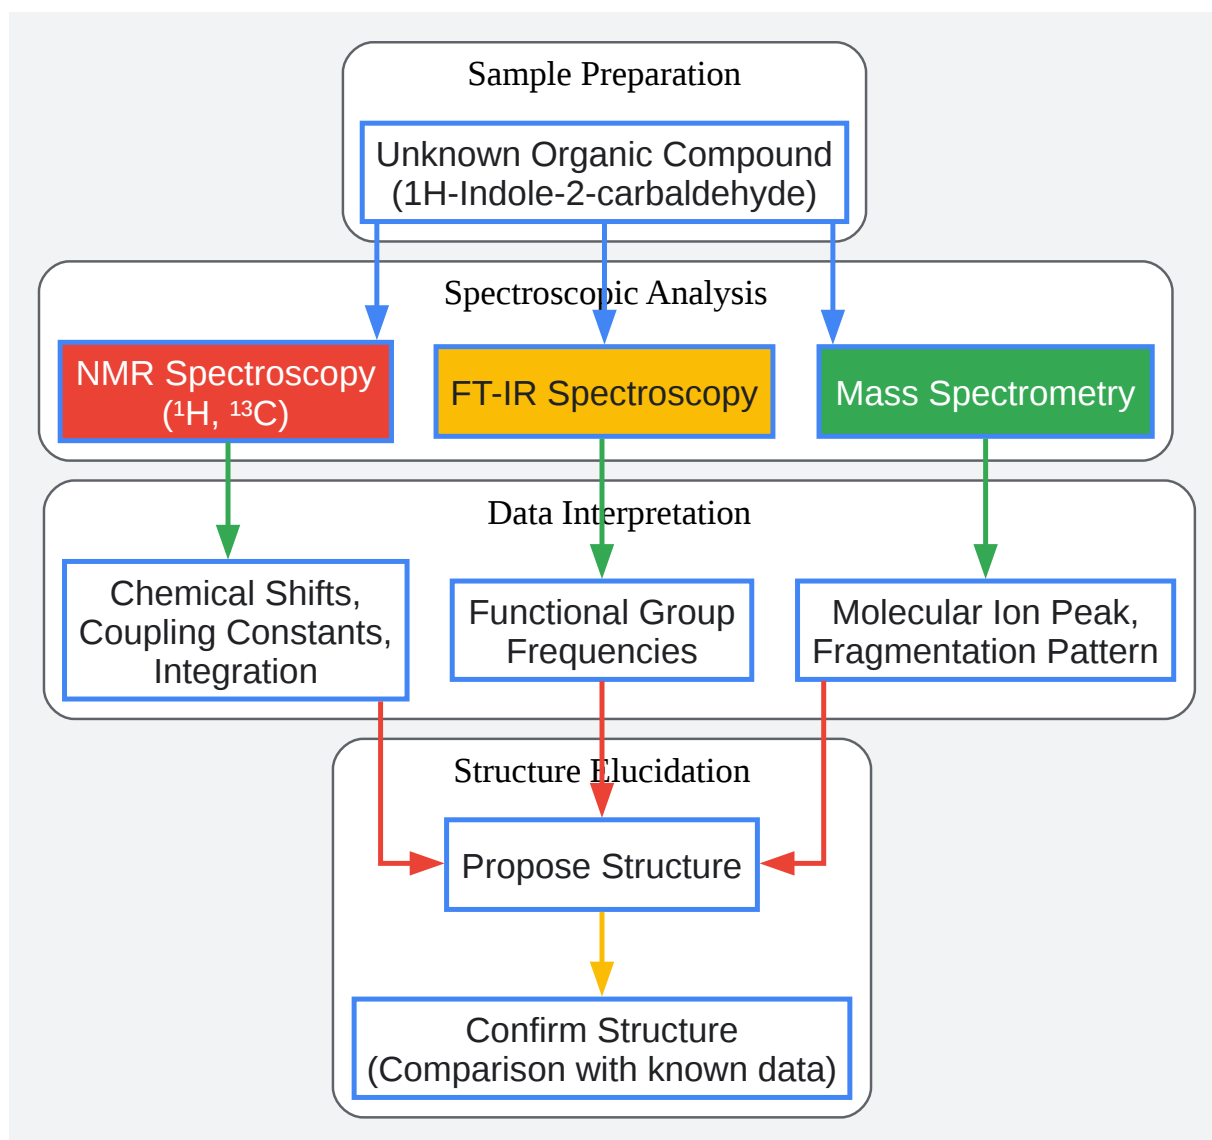 Sample Preparation
Unknown Organic Compound
(1H-Indole-2-carbaldehyde)
Spectroscopic Analysis
NMR Spectroscopy
(¹H, ¹³C)
FT-IR Spectroscopy
Mass Spectrometry
Data Interpretation
Chemical Shifts,
Coupling Constants,
Integration
Functional Group
Frequencies
Molecular Ion Peak,
Fragmentation Pattern
Structure Elucidation
Propose Structure
Confirm Structure
(Comparison with known data)